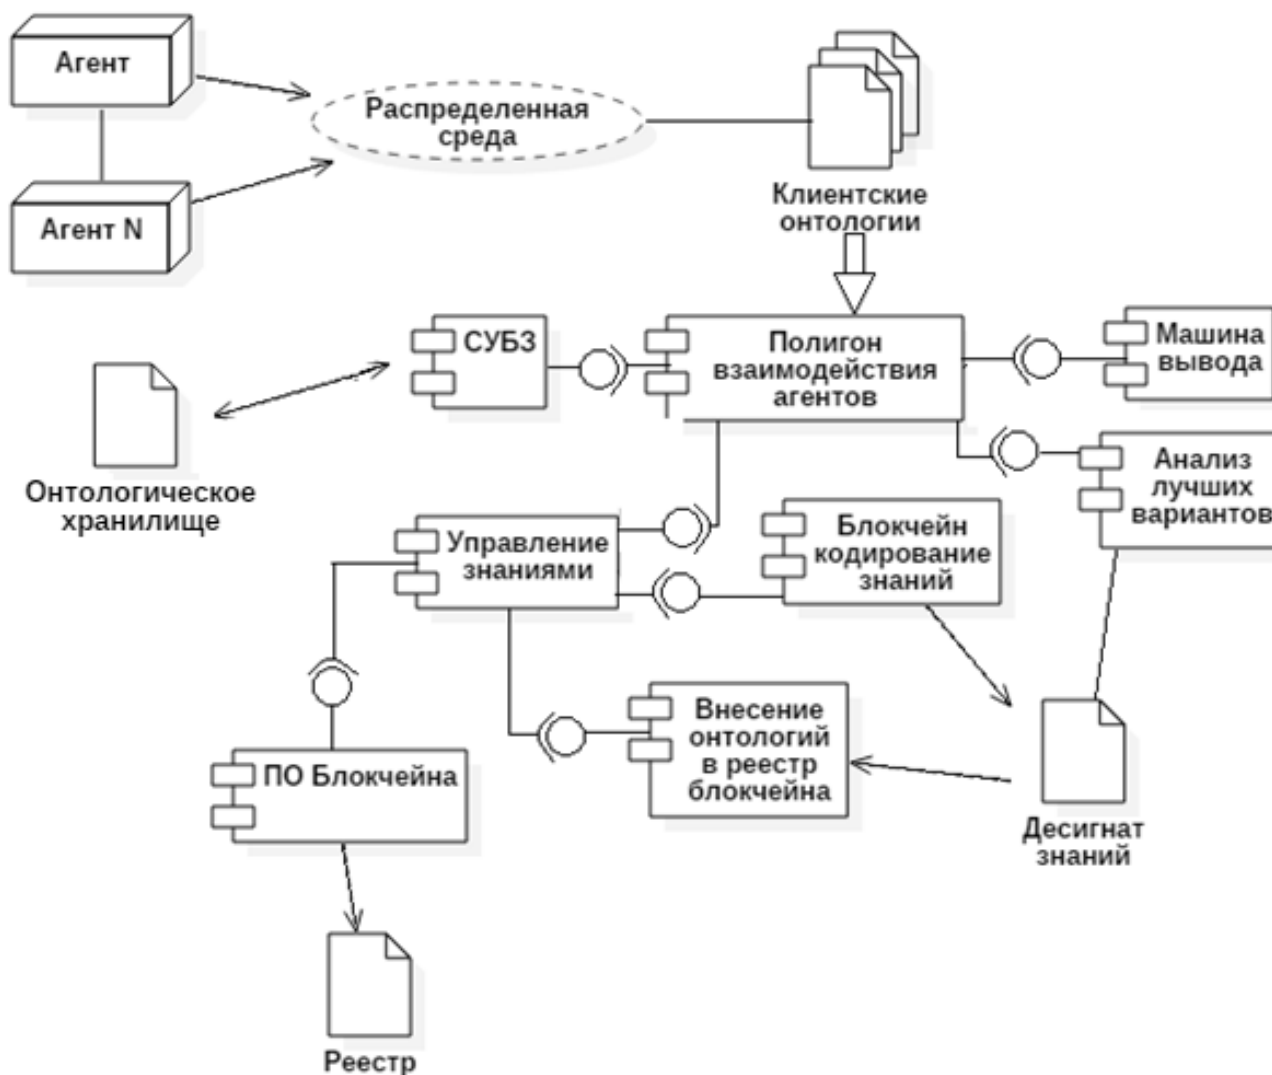 Агент
Распределенная
среда
Агент N
Клиентские
онтологии
СУБЗ
Полигон
взаимодействия
агентов
Машина
вывода
Онтологическое
хранилище
Анализ
лучших
вариантов
Управление
знаниями
Блокчейн
кодирование
знаний
ПО Блокчейна
Внесение
онтологий
в реестр
блокчейна
Десигнат
знаний
Реестр